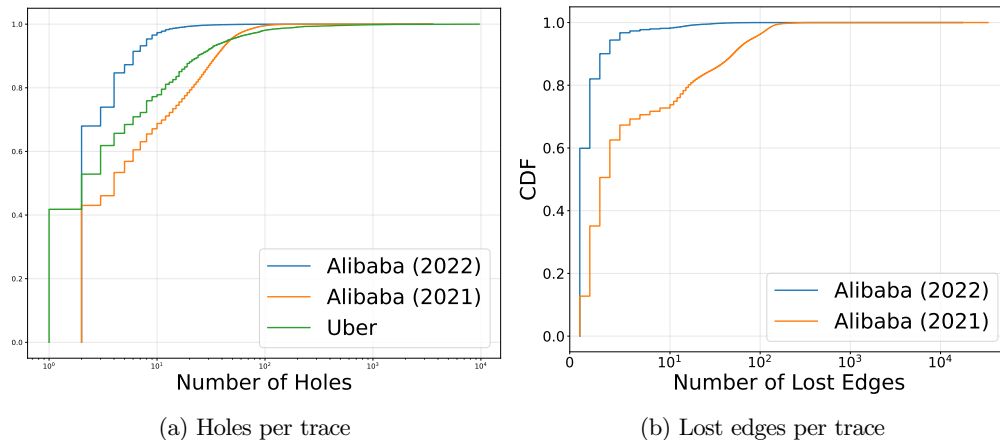 1.0
0.8
0.6
0.4
0.2
0.0
Alibaba (2022)
Alibaba (2021)
Uber
10⁰ 10¹ 10² 10³ 10⁴
Number of Holes
(a) Holes per trace
CDF
1.0
0.8
0.6
0.4
0.2
0.0
Alibaba (2022)
Alibaba (2021)
0 10¹ 10² 10³ 10⁴
Number of Lost Edges
(b) Lost edges per trace